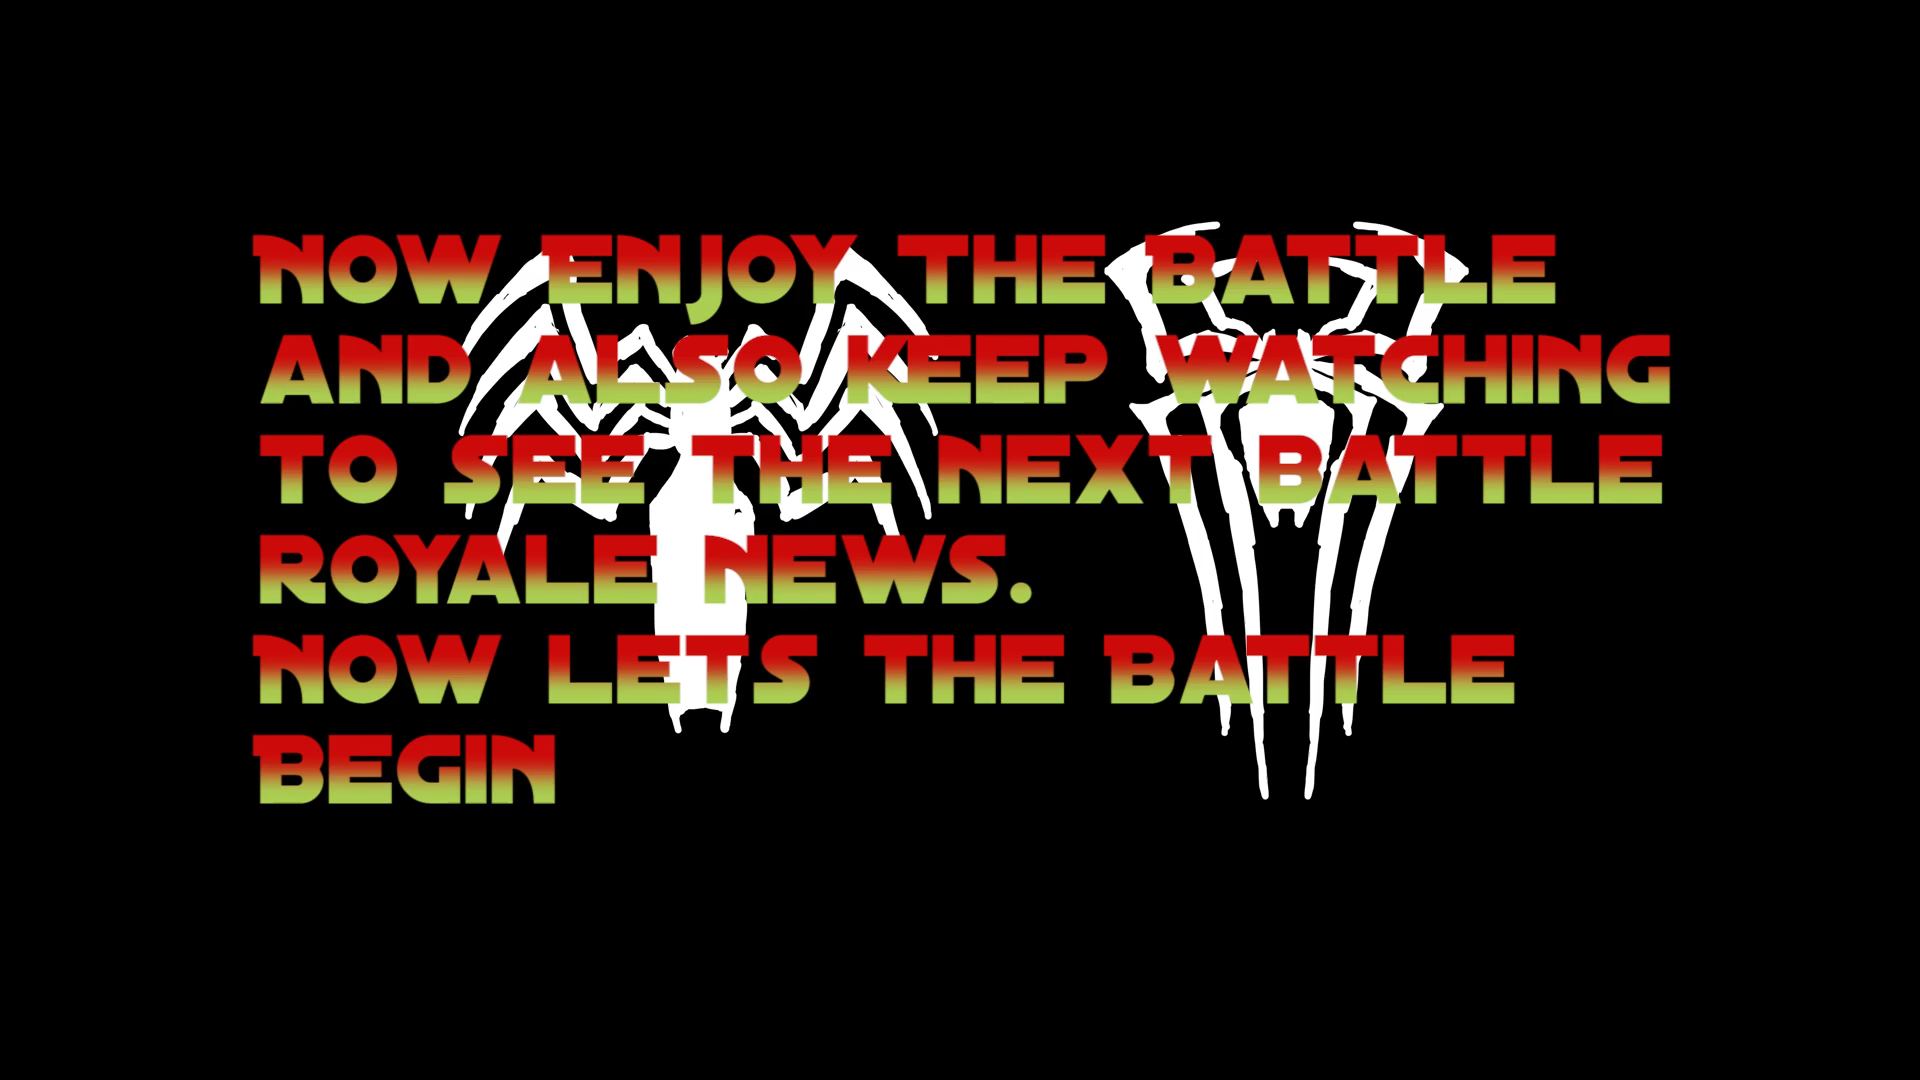 NOW ENJOY THE BATTLE
AND ALSO KEEP WATCHING
TO SEE THE NEXT BATTLE
ROYALE NEWS.
NOW LETS THE BATTLE
BEGIN